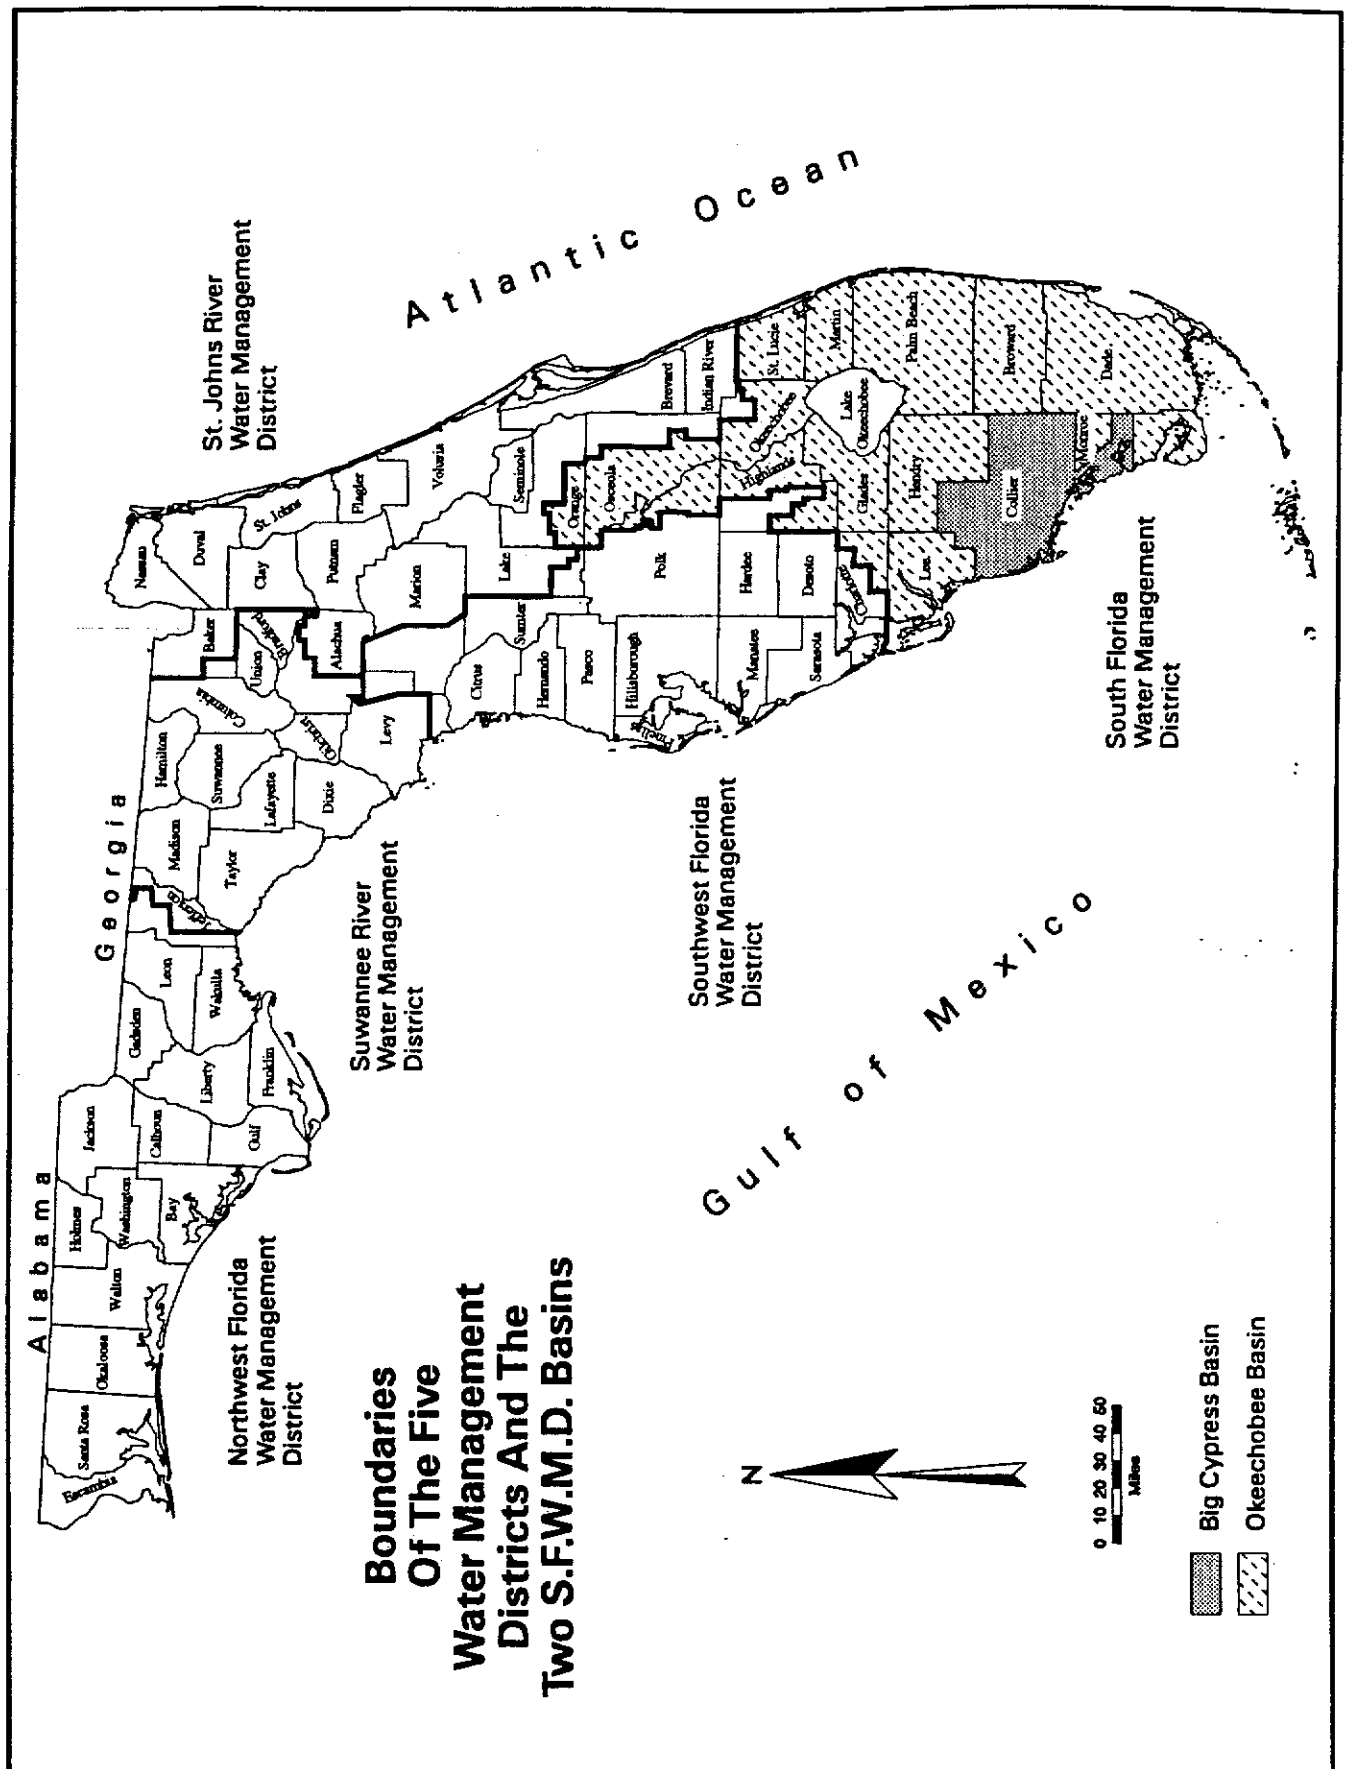 Alabama
Georgia
Atlantic Ocean
Gulf of Mexico
Boundaries
Of The Five
Water Management
Districts And The
Two S.F.W.M.D. Basins
Northwest Florida
Water Management
District
Suwannee River
Water Management
District
St. Johns River
Water Management
District
Southwest Florida
Water Management
District
South Florida
Water Management
District
Escambia
Santa Rosa
Okaloosa
Walton
Holmes
Washington
Bay
Jackson
Calhoun
Gulf
Liberty
Franklin
Gadsden
Leon
Wakulla
Jefferson
Madison
Taylor
Hamilton
Suwannee
Lafayette
Dixie
Columbia
Gilchrist
Levy
Baker
Union
Bradford
Alachua
Nassau
Duval
Clay
St. Johns
Putnam
Flagler
Marion
Volusia
Lake
Seminole
Orange
Osceola
Brevard
Indian River
Citrus
Sumter
Hernando
Pasco
Hillsborough
Pinellas
Polk
Manatee
Hardee
Sarasota
Desoto
Highlands
Okeechobee
St. Lucie
Martin
Lake
Okeechobee
Charlotte
Glades
Lee
Hendry
Palm Beach
Collier
Broward
Monroe
Dade
N
0 10 20 30 40 50
Miles
Big Cypress Basin
Okeechobee Basin